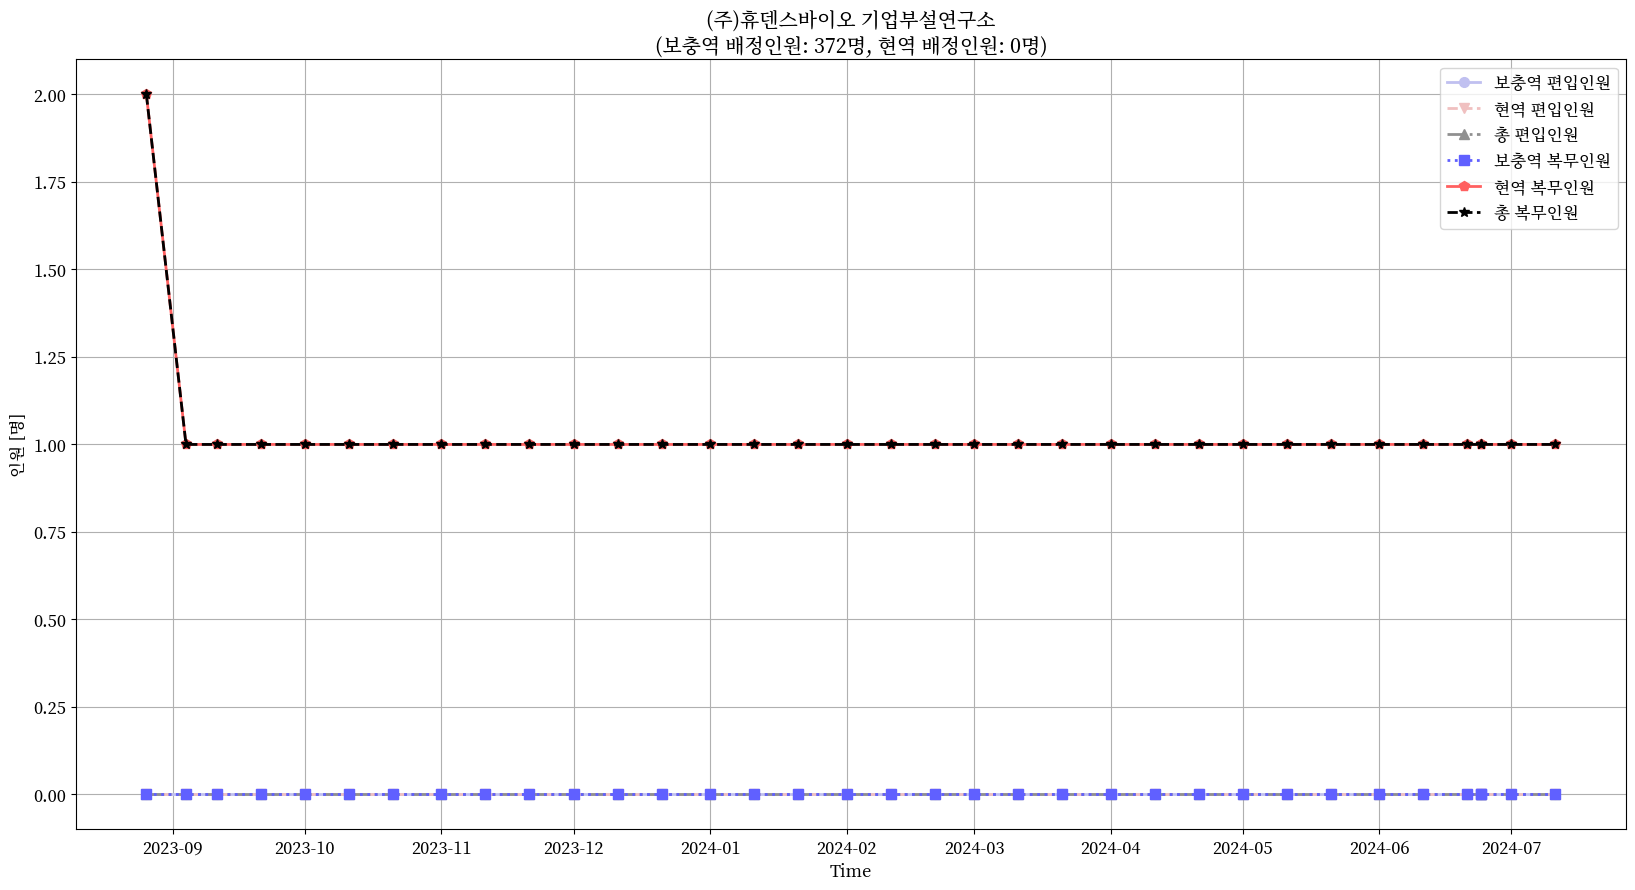 (주)휴덴스바이오 기업부설연구소
(보충역 배정인원: 372명, 현역 배정인원: 0명)
보충역 편입인원
현역 편입인원
총 편입인원
보충역 복무인원
현역 복무인원
총 복무인원
2.00
1.75
1.50
1.25
1.00
0.75
0.50
0.25
0.00
인원 [명]
2023-09 2023-10 2023-11 2023-12 2024-01 2024-02 2024-03 2024-04 2024-05 2024-06 2024-07
Time